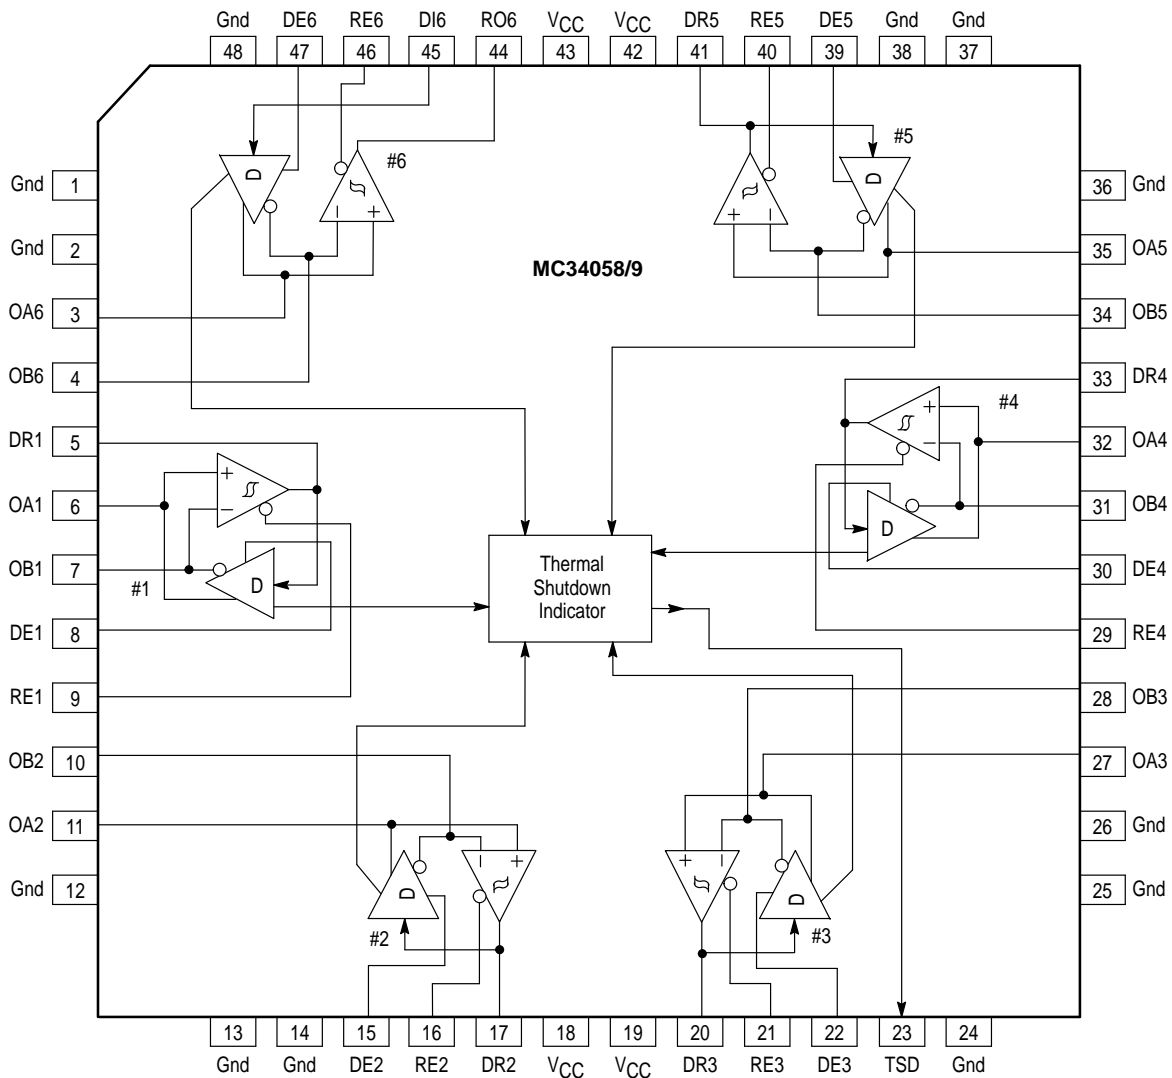 Gnd DE6 RE6 DI6 RO6 VCC VCC DR5 RE5 DE5 Gnd Gnd
48 47 46 45 44 43 42 41 40 39 38 37
#5
D
#6
D
Gnd 1
36 Gnd
- +
+ -
Gnd 2
35 OA5
MC34058/9
OA6 3
34 OB5
OB6 4
33 DR4
+
#4
DR1 5
32 OA4
-
+
OA1 6
31 OB4
-
D
OB1 7
30 DE4
#1
D
Thermal
Shutdown
Indicator
DE1 8
29 RE4
RE1 9
28 OB3
OB2 10
27 OA3
OA2 11
26 Gnd
- +
+ -
Gnd 12
25 Gnd
D
D
#2
#3
13 14 15 16 17 18 19 20 21 22 23 24
Gnd Gnd DE2 RE2 DR2 VCC VCC DR3 RE3 DE3 TSD Gnd